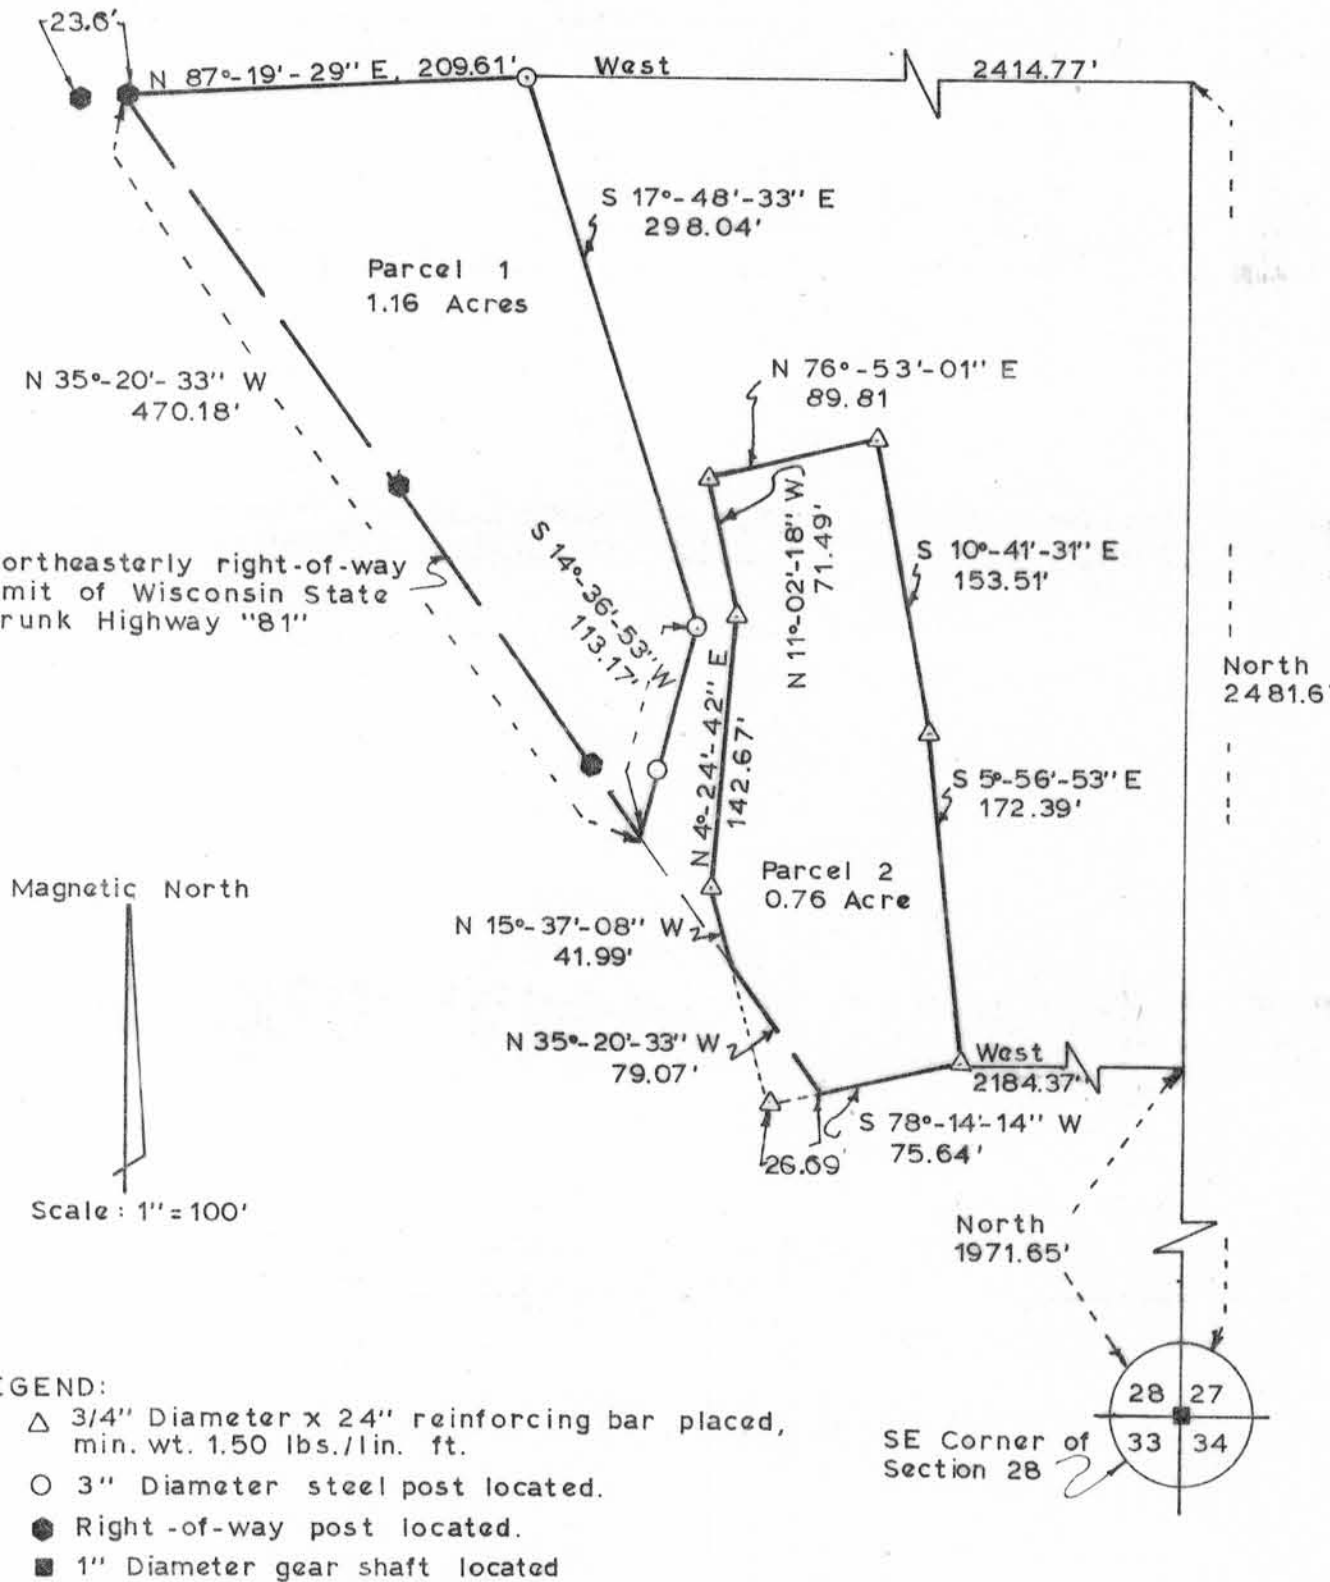 23.6'
N 87°-19'-29" E, 209.61'
West
2414.77'
S 17°-48'-33" E
298.04'
Parcel 1
1.16 Acres
N 35°-20'-33" W
470.18'
N 76°-53'-01" E
89.81
N 11°-02'-18" W
71.49'
S 10°-41'-31" E
153.51'
ortheasterly right-of-way
mit of Wisconsin State
runk Highway "81"
S 14°-36'-53" W
113.17'
N 4°-24'-42" E
142.67'
North
2481.6
S 5°-56'-53" E
172.39'
Parcel 2
0.76 Acre
Magnetic North
N 15°-37'-08" W
41.99'
N 35°-20'-33" W
79.07'
West
2184.37'
S 78°-14'-14" W
75.64'
26.69'
Scale: 1"=100'
North
1971.65'
28 27
33 34
SE Corner of
Section 28
EGEND:
△ 3/4" Diameter x 24" reinforcing bar placed,
min. wt. 1.50 lbs./lin. ft.
○ 3" Diameter steel post located.
Right-of-way post located.
■ 1" Diameter gear shaft located